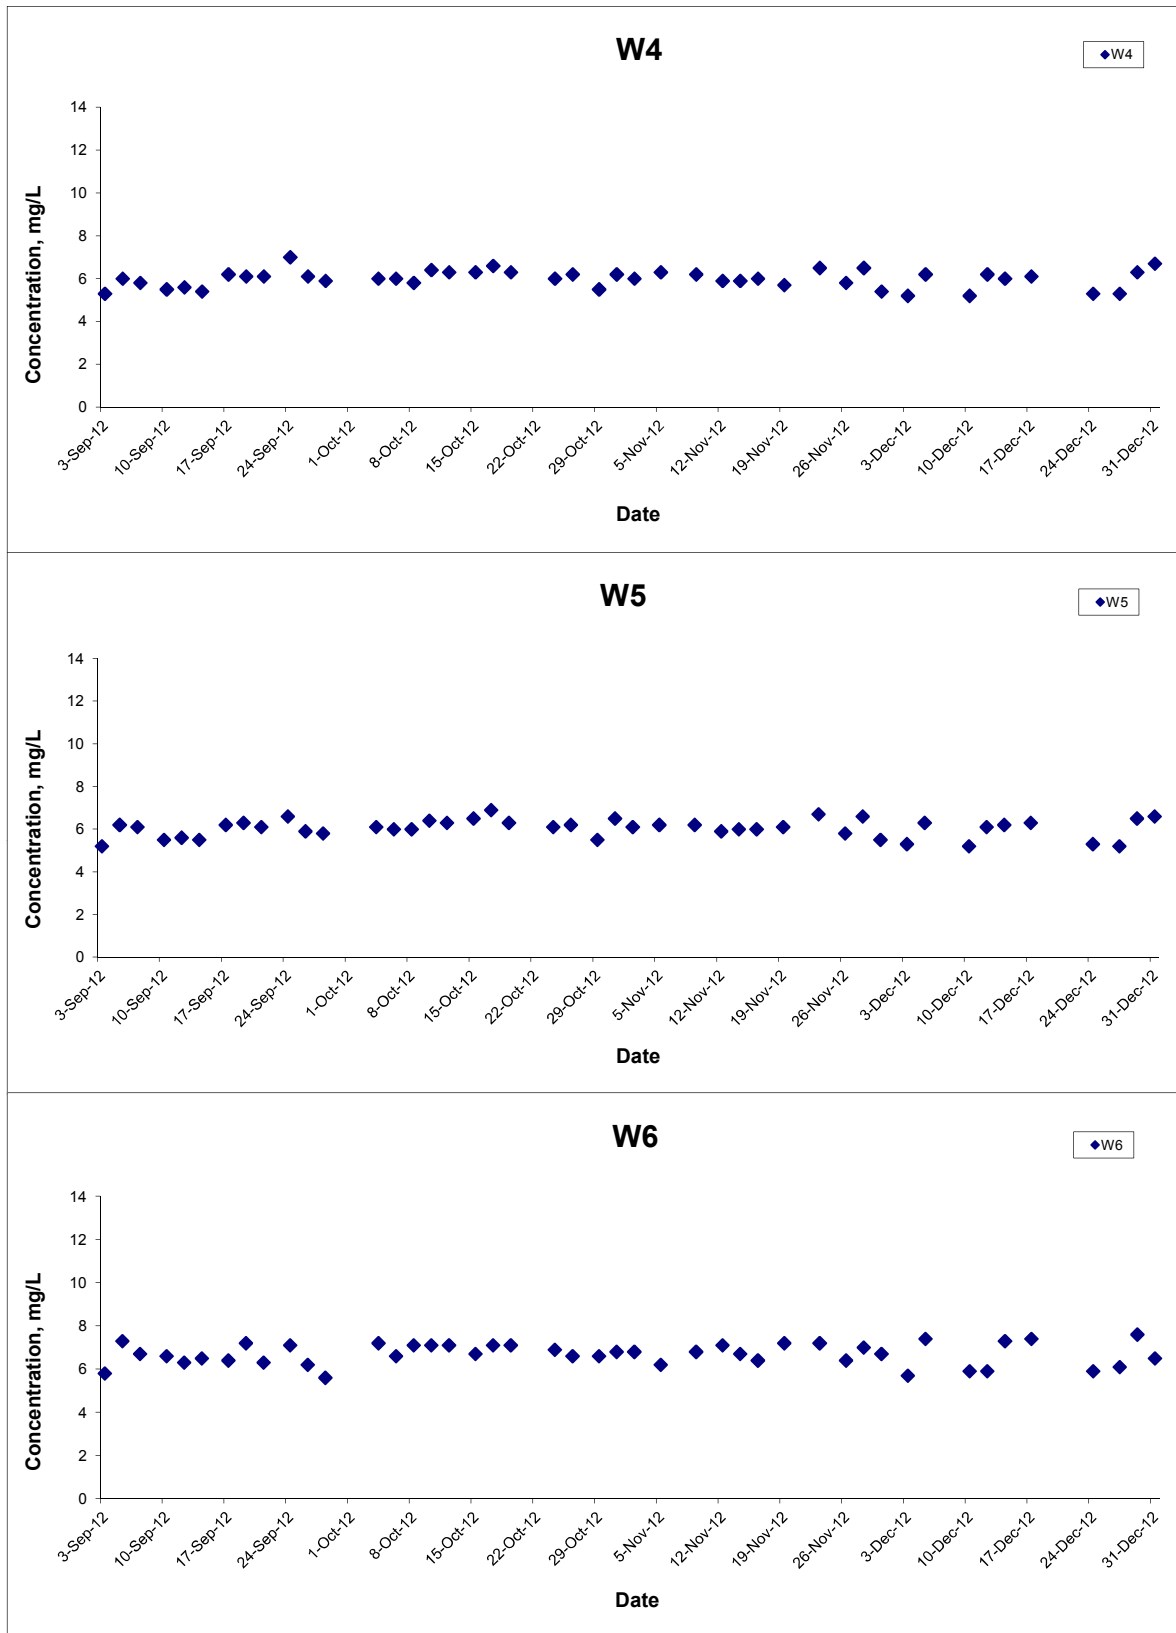 W4
W4
14
12
10
8
6
4
2
0
Concentration, mg/L
3-Sep-12 10-Sep-12 17-Sep-12 24-Sep-12 1-Oct-12 8-Oct-12 15-Oct-12 22-Oct-12 29-Oct-12 5-Nov-12 12-Nov-12 19-Nov-12 26-Nov-12 3-Dec-12 10-Dec-12 17-Dec-12 24-Dec-12 31-Dec-12
Date
W5
W5
14
12
10
8
6
4
2
0
Concentration, mg/L
3-Sep-12 10-Sep-12 17-Sep-12 24-Sep-12 1-Oct-12 8-Oct-12 15-Oct-12 22-Oct-12 29-Oct-12 5-Nov-12 12-Nov-12 19-Nov-12 26-Nov-12 3-Dec-12 10-Dec-12 17-Dec-12 24-Dec-12 31-Dec-12
Date
W6
W6
14
12
10
8
6
4
2
0
Concentration, mg/L
3-Sep-12 10-Sep-12 17-Sep-12 24-Sep-12 1-Oct-12 8-Oct-12 15-Oct-12 22-Oct-12 29-Oct-12 5-Nov-12 12-Nov-12 19-Nov-12 26-Nov-12 3-Dec-12 10-Dec-12 17-Dec-12 24-Dec-12 31-Dec-12
Date